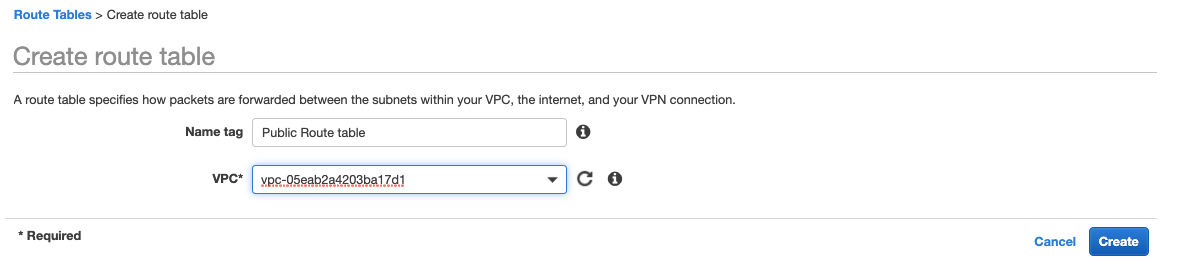 Route Tables > Create route table
Create route table
A route table specifies how packets are forwarded between the subnets within your VPC, the internet, and your VPN connection.
Name tag Public Route table
VPC* vpc-05eab2a4203ba17d1
* Required
Cancel Create